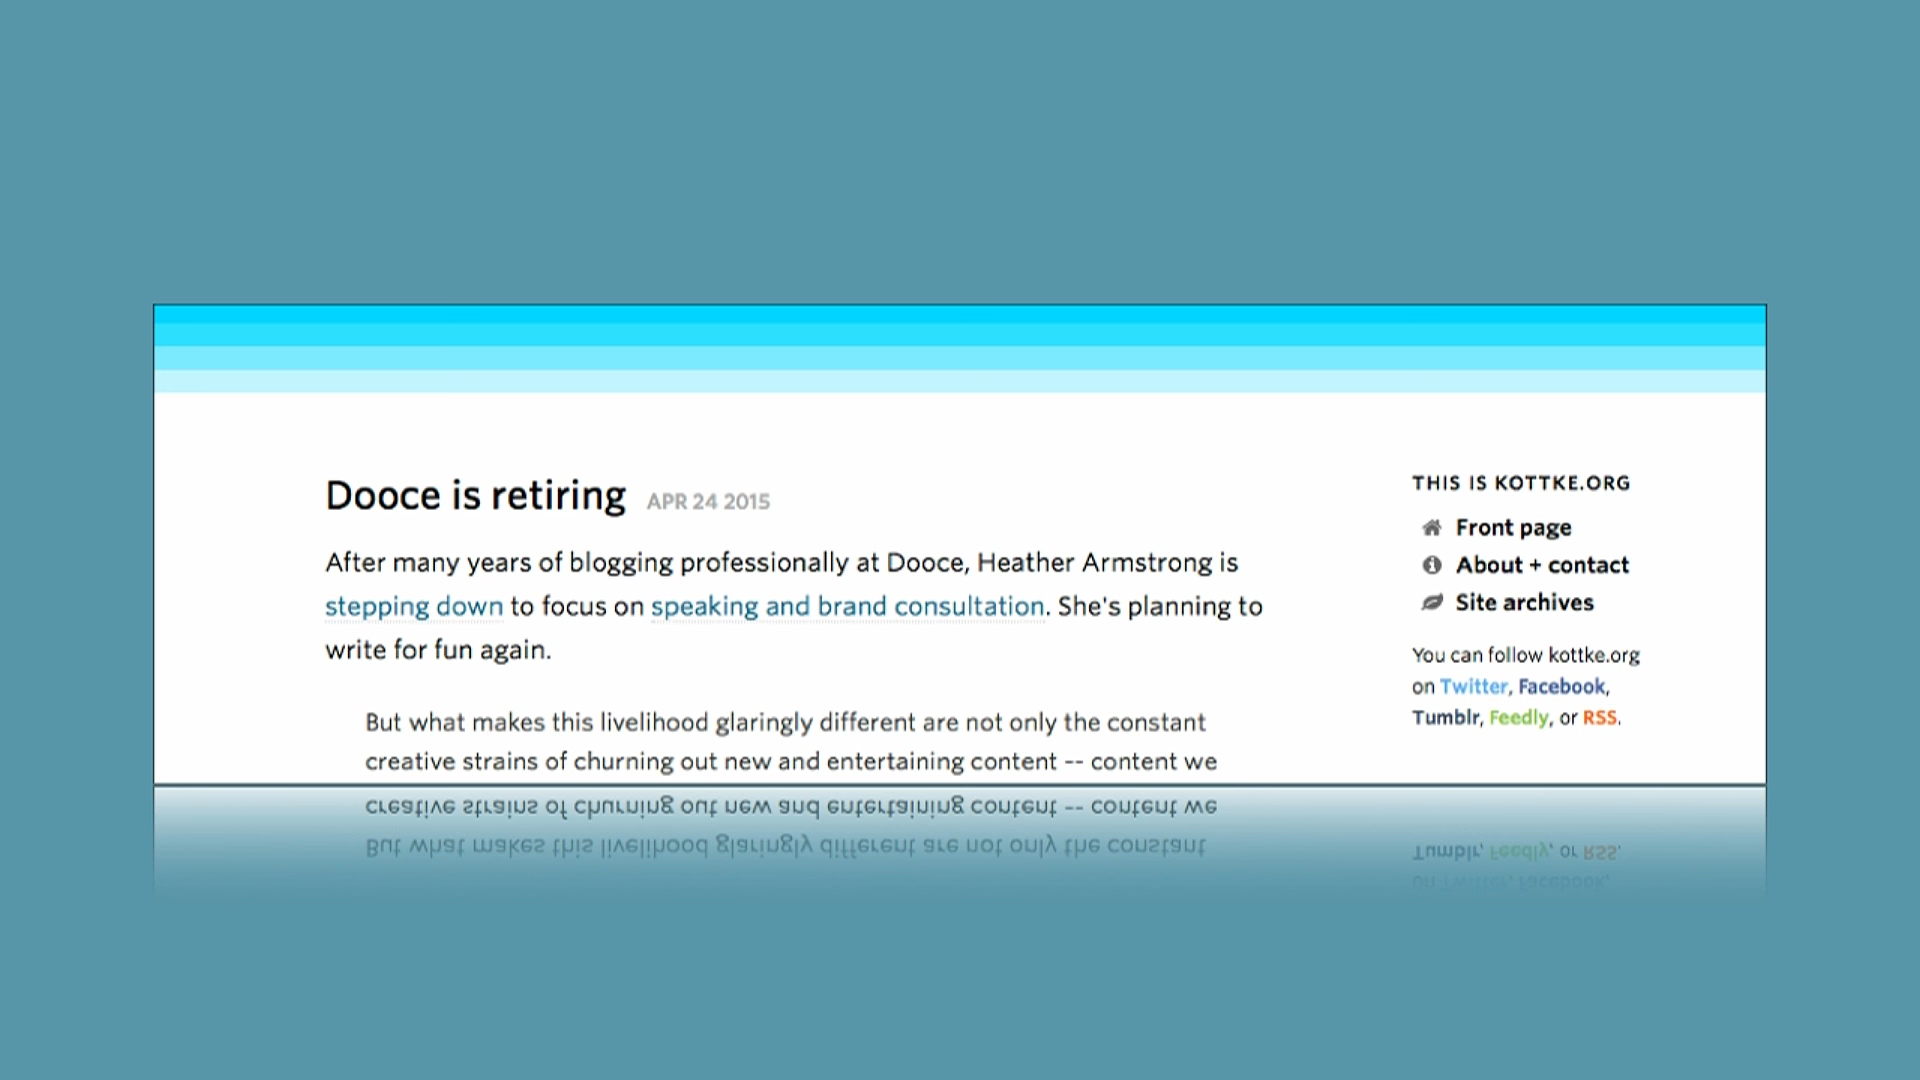 Dooce is retiring APR 24 2015
After many years of blogging professionally at Dooce, Heather Armstrong is
stepping down to focus on speaking and brand consultation. She's planning to
write for fun again.
But what makes this livelihood glaringly different are not only the constant
creative strains of churning out new and entertaining content -- content we
THIS IS KOTTKE.ORG
Front page
About + contact
Site archives
You can follow kottke.org
on Twitter, Facebook,
Tumblr, Feedly, or RSS.